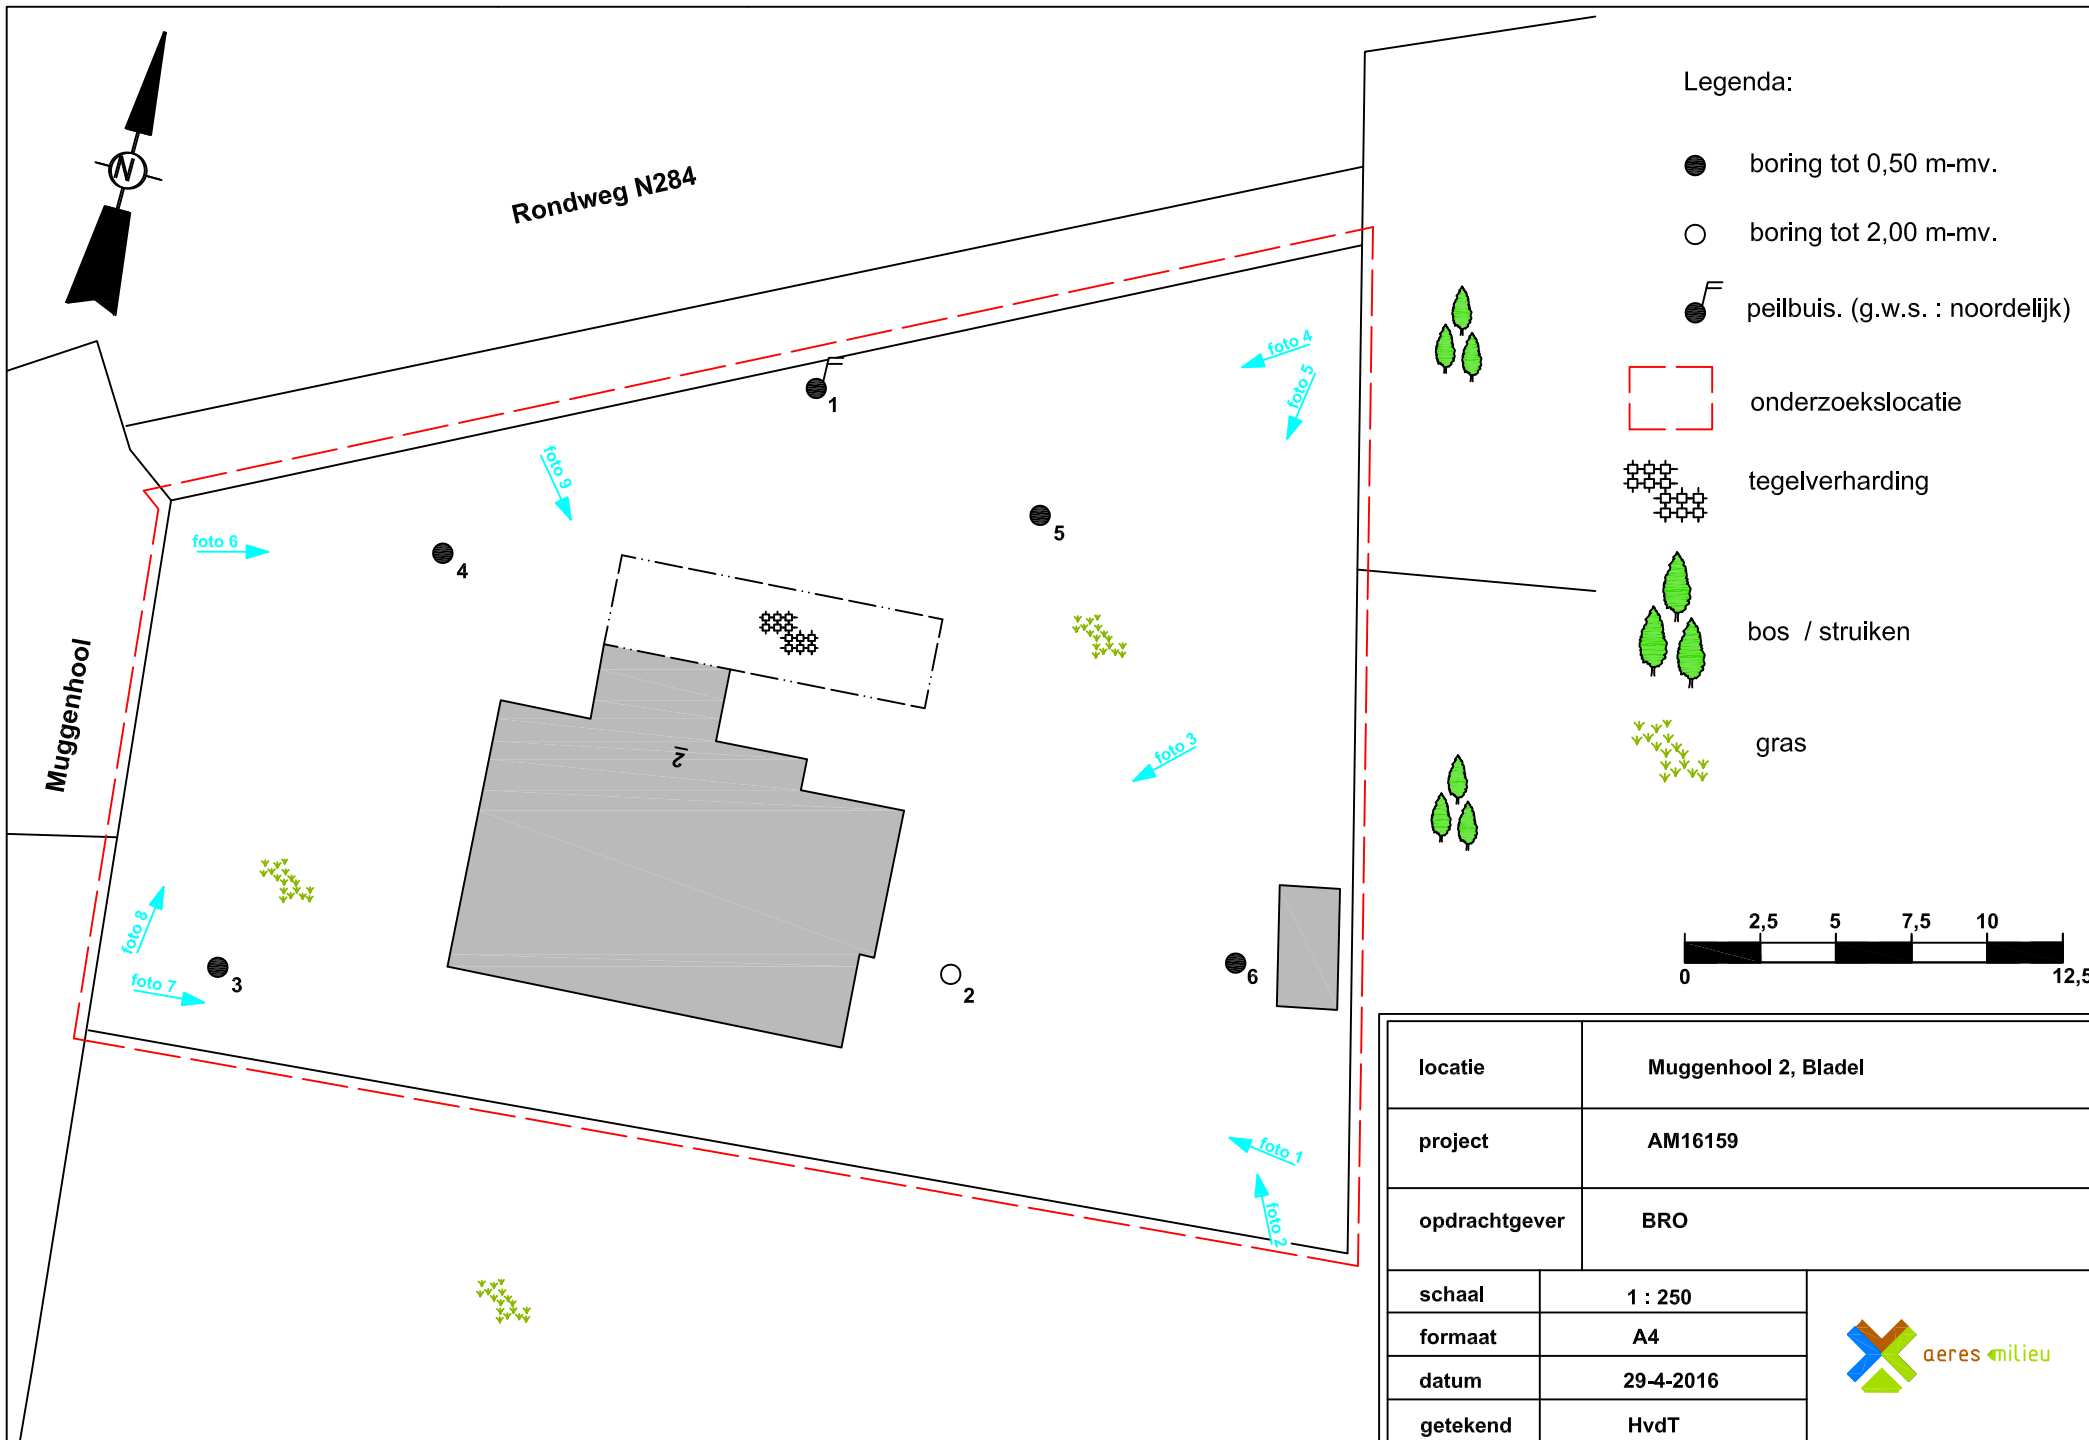 N
Rondweg N284
Muggenhool
foto 4
foto 5
1
foto 9
5
foto 6
4
2
foto 3
foto 8
foto 7
3
2
6
foto 1
foto 2
Legenda:
boring tot 0,50 m-mv.
boring tot 2,00 m-mv.
peilbuis. (g.w.s. : noordelijk)
onderzoekslocatie
tegelverharding
bos / struiken
gras
2,5 5 7,5 10
0 12,5
locatie Muggenhool 2, Bladel
project AM16159
opdrachtgever BRO
schaal 1 : 250
formaat A4
datum 29-4-2016
getekend HvdT
aeres milieu